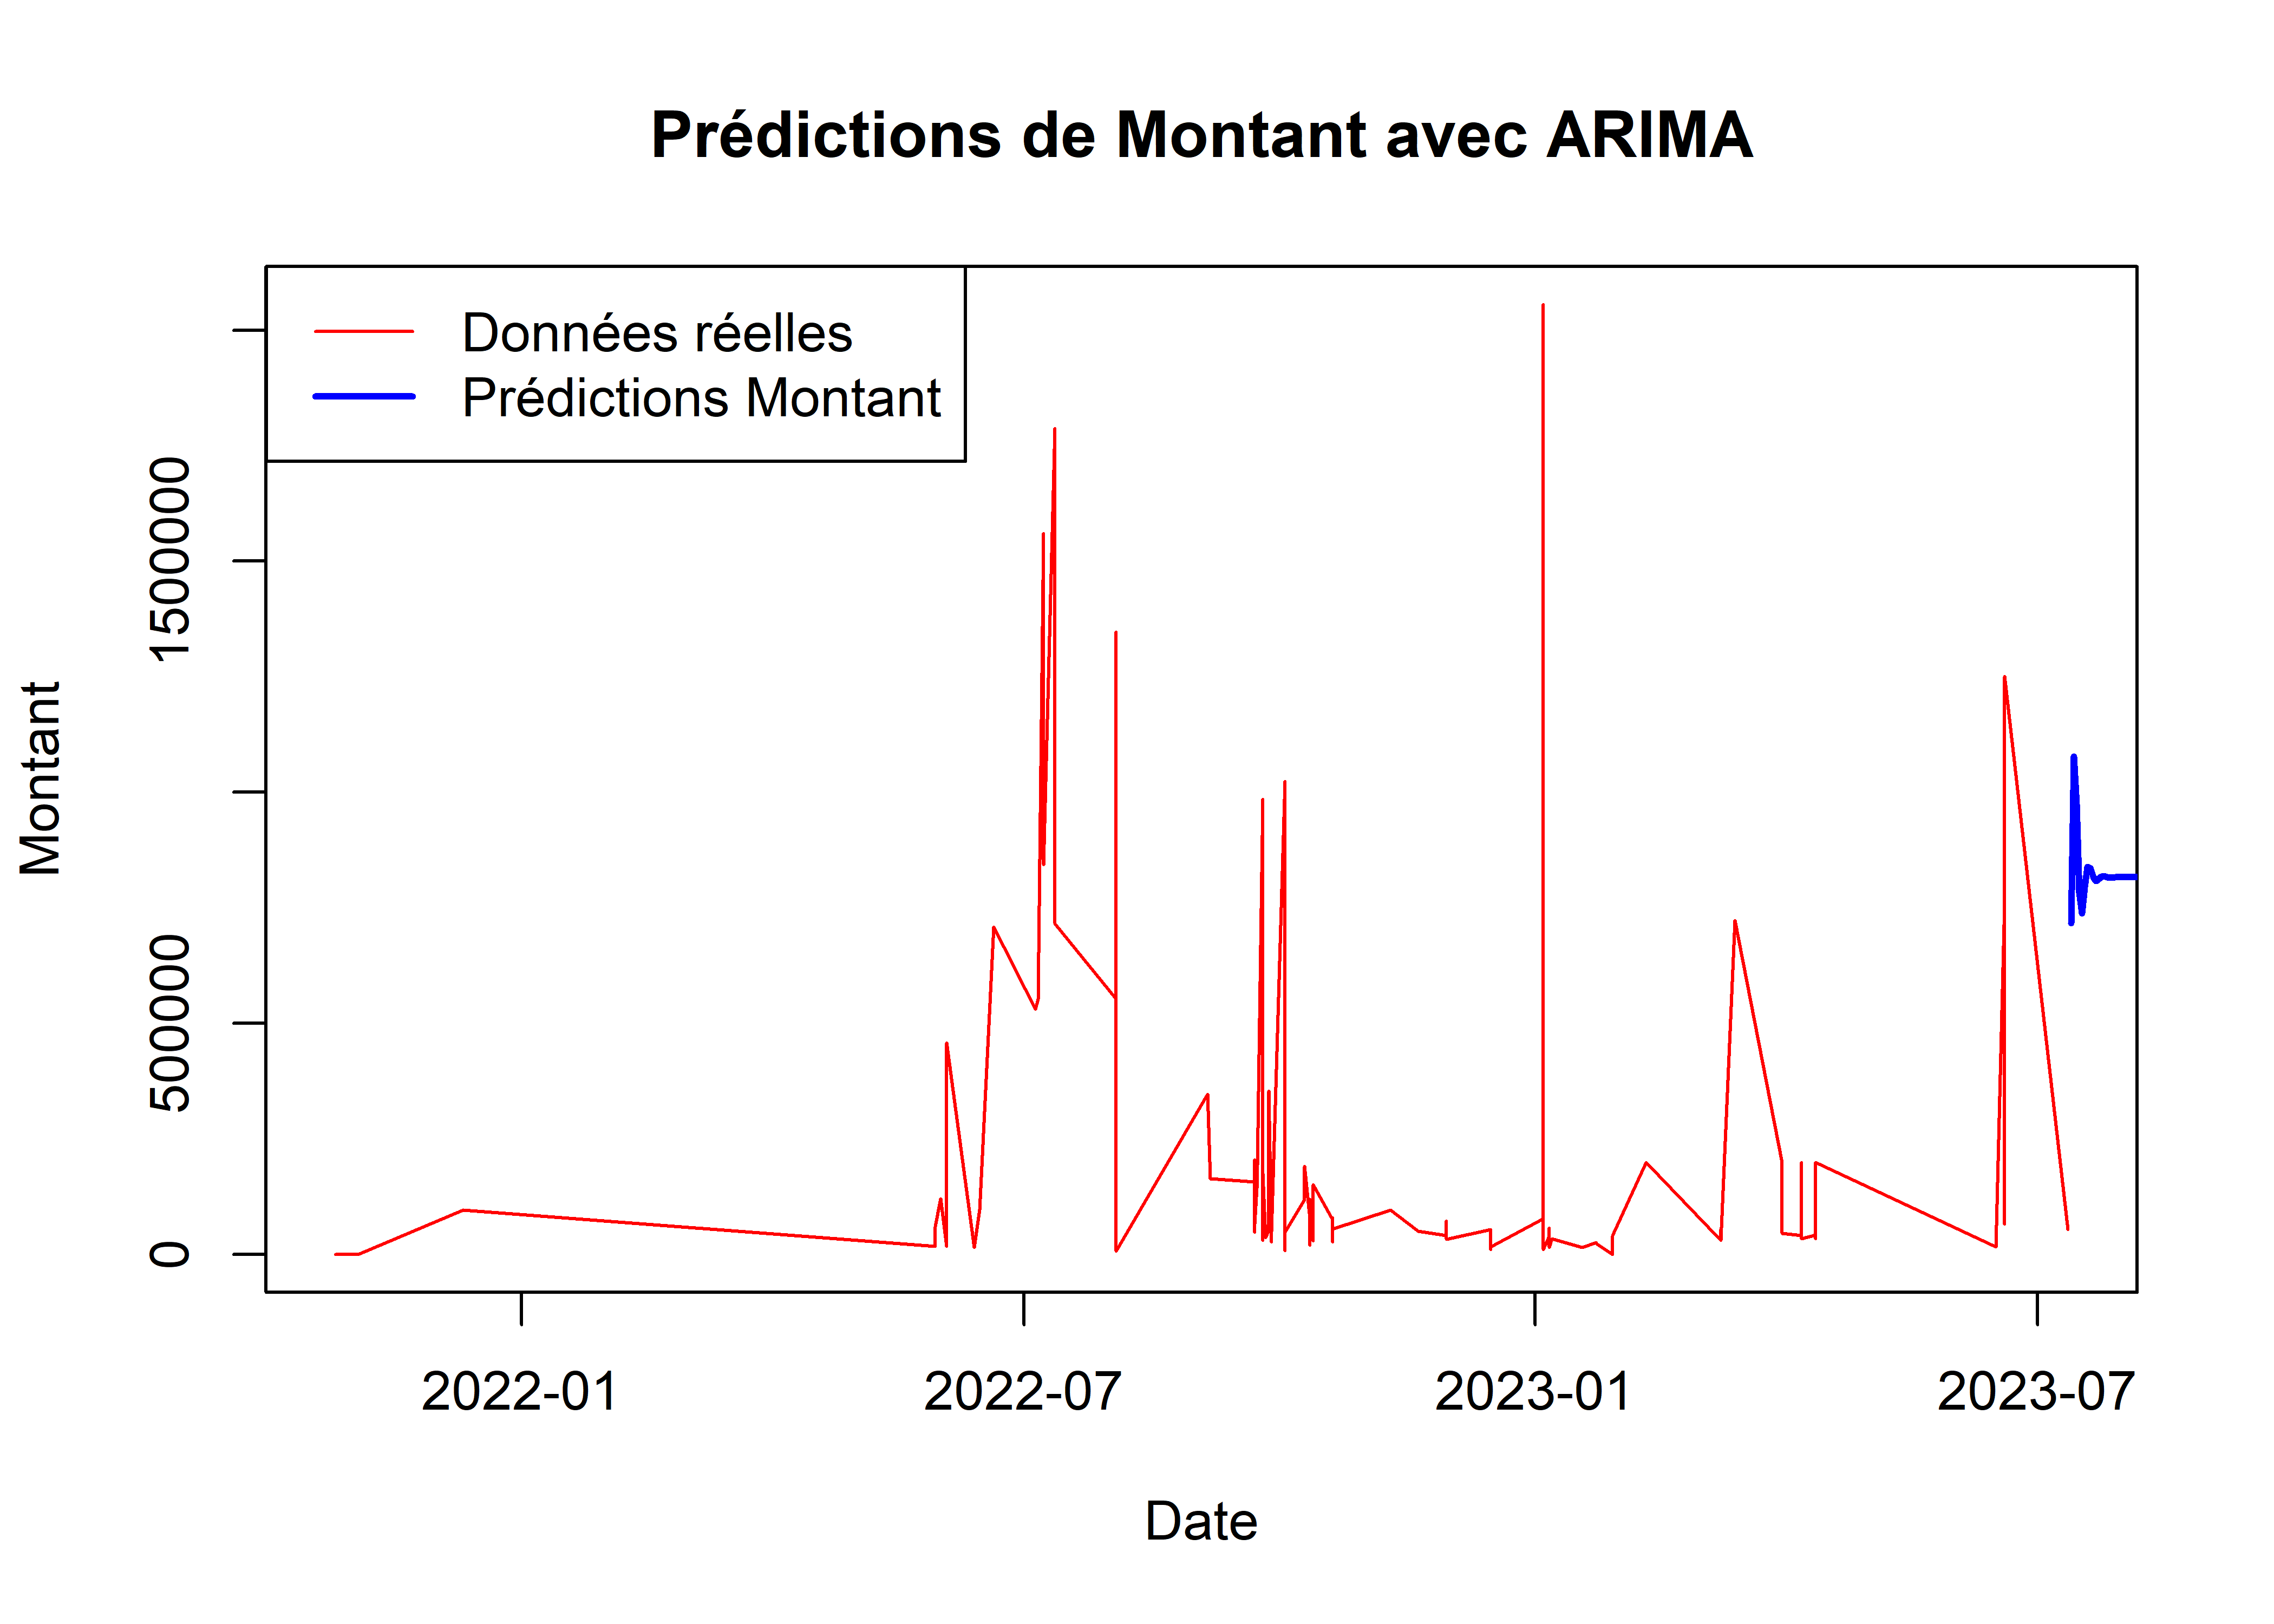 Prédictions de Montant avec ARIMA
Données réelles
Prédictions Montant
Montant
1500000
500000
0
2022-01
2022-07
2023-01
2023-07
Date